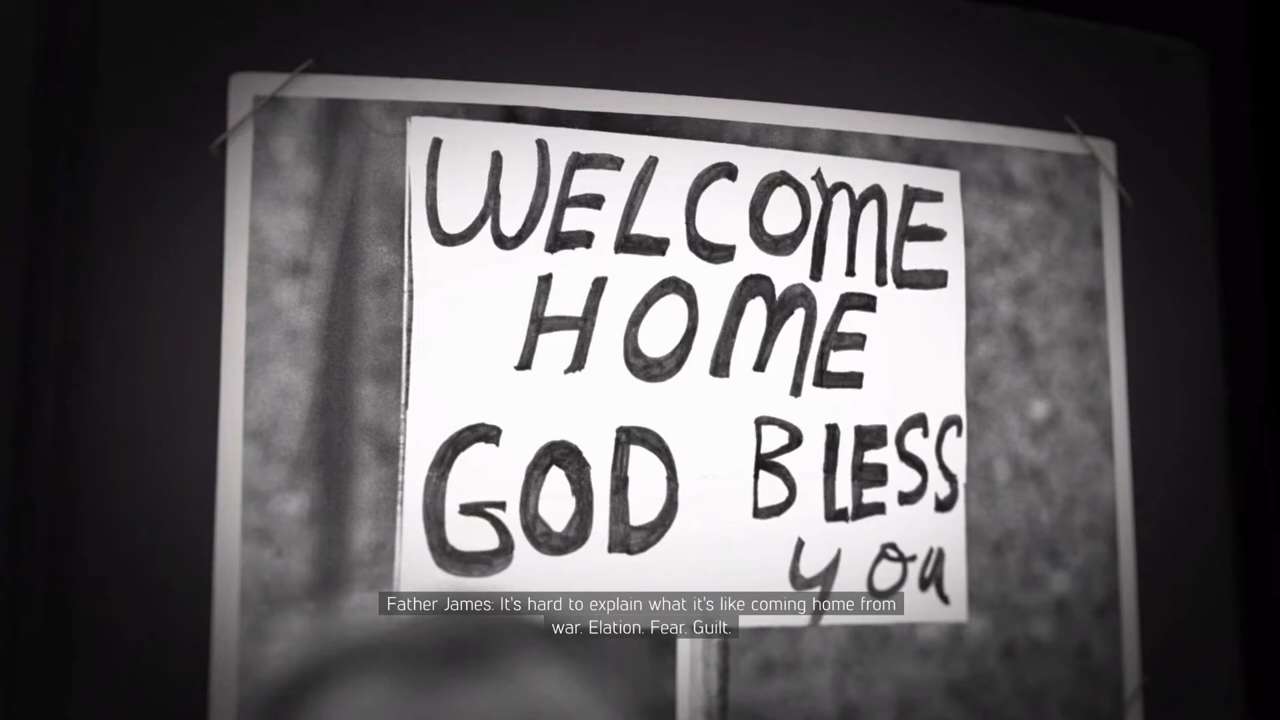 WELCOME
HOME
GOD BLESS
you
Father James: It's hard to explain what it's like coming home from
war. Elation. Fear. Guilt.